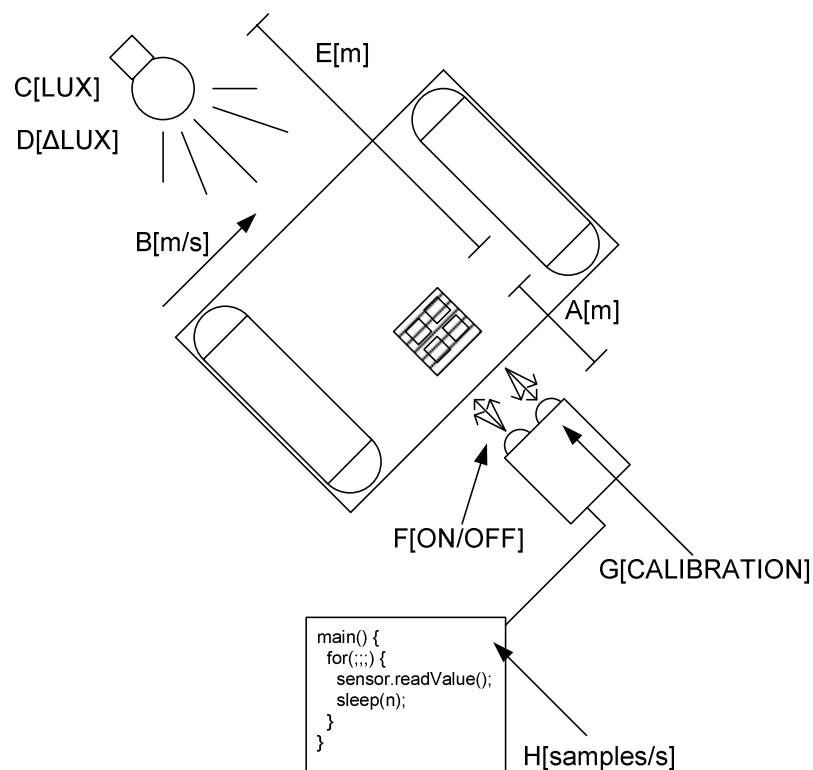 E[m]
C[LUX]
D[ΔLUX]
B[m/s]
A[m]
F[ON/OFF]
G[CALIBRATION]
main() {
for(;;;) {
sensor.readValue();
sleep(n);
}
}
H[samples/s]